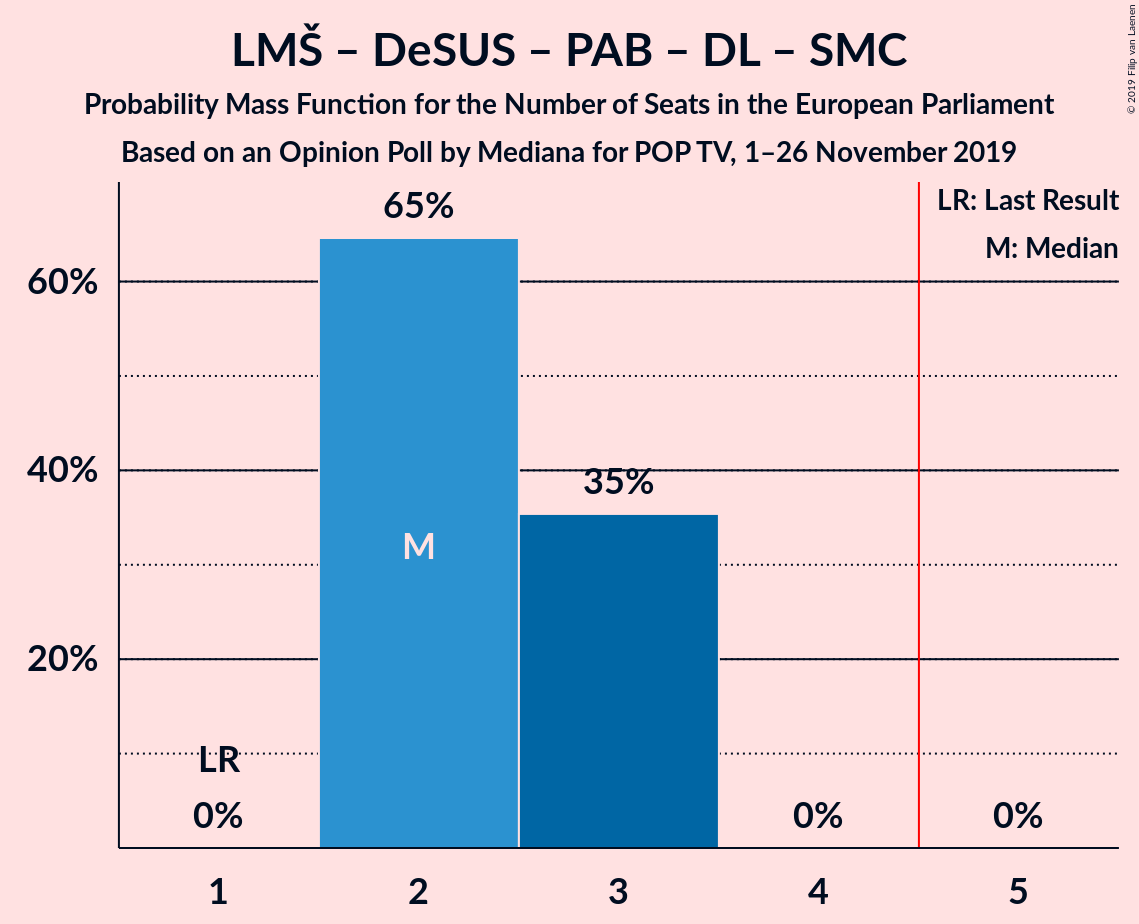 LMŠ – DeSUS – PAB – DL – SMC
Probability Mass Function for the Number of Seats in the European Parliament
Based on an Opinion Poll by Mediana for POP TV, 1–26 November 2019
© 2019 Filip van Laenen
LR: Last Result
M: Median
65%
60%
40%
35%
M
20%
LR
0%
0%
0%
1
2
3
4
5